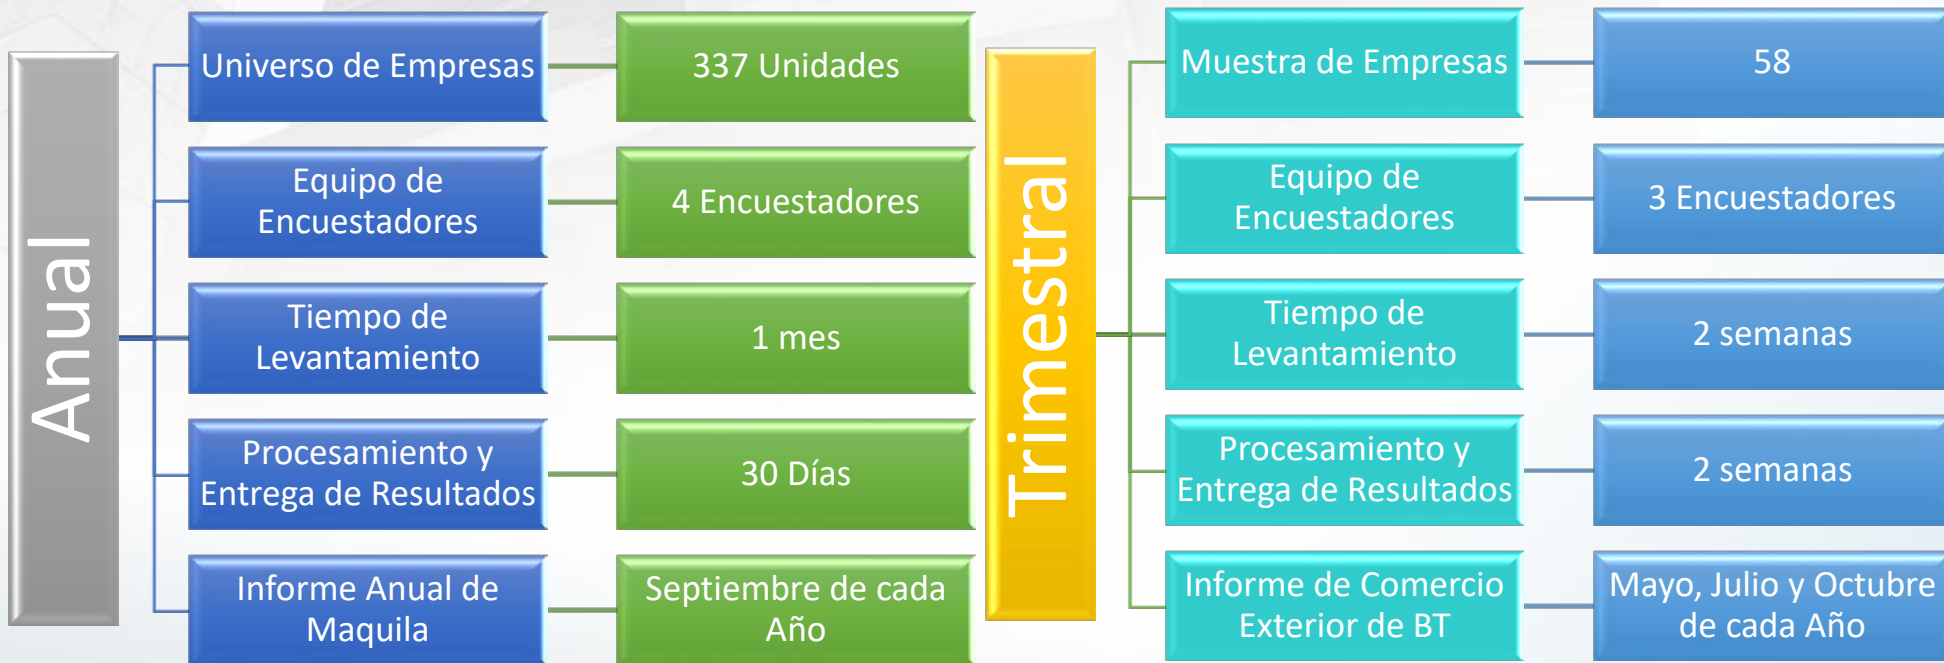 Anual
Universo de Empresas
337 Unidades
Equipo de
Encuestadores
4 Encuestadores
Tiempo de
Levantamiento
1 mes
Procesamiento y
Entrega de Resultados
30 Días
Informe Anual de
Maquila
Septiembre de cada
Año
Trimestral
Muestra de Empresas
58
Equipo de
Encuestadores
3 Encuestadores
Tiempo de
Levantamiento
2 semanas
Procesamiento y
Entrega de Resultados
2 semanas
Informe de Comercio
Exterior de BT
Mayo, Julio y Octubre
de cada Año